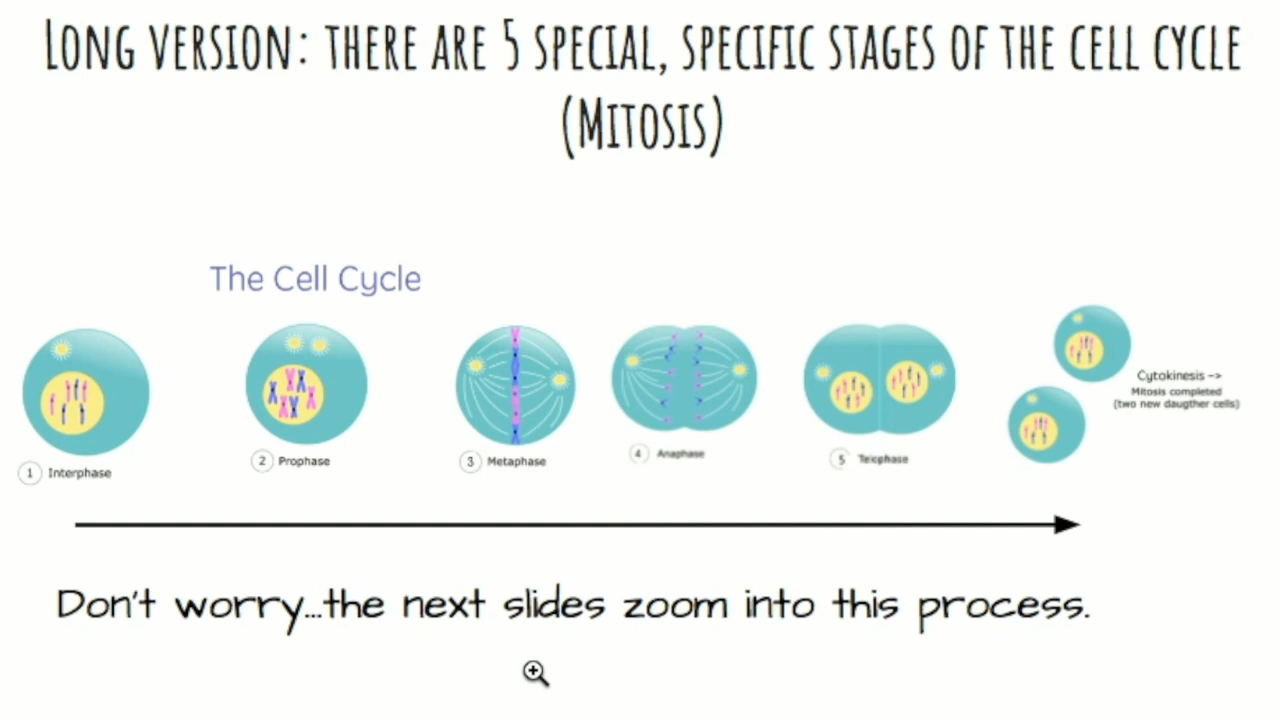 Long version: there are 5 special, specific stages of the cell cycle
(Mitosis)
The Cell Cycle
1 Interphase
2 Prophase
3 Metaphase
4 Anaphase
5 Telophase
Cytokinesis –>
Mitosis completed
(two new daugther cells)
Don't worry...the next slides zoom into this process.